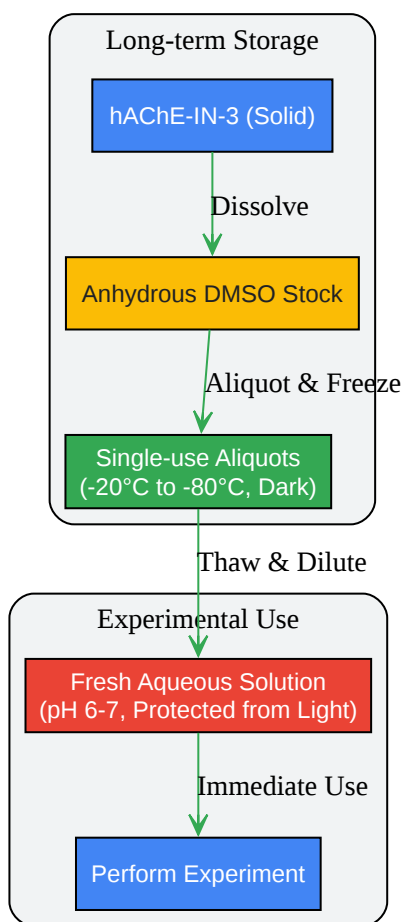 Long-term Storage
hAChE-IN-3 (Solid)
Dissolve
Anhydrous DMSO Stock
Aliquot & Freeze
Single-use Aliquots
(-20°C to -80°C, Dark)
Thaw & Dilute
Experimental Use
Fresh Aqueous Solution
(pH 6-7, Protected from Light)
Immediate Use
Perform Experiment